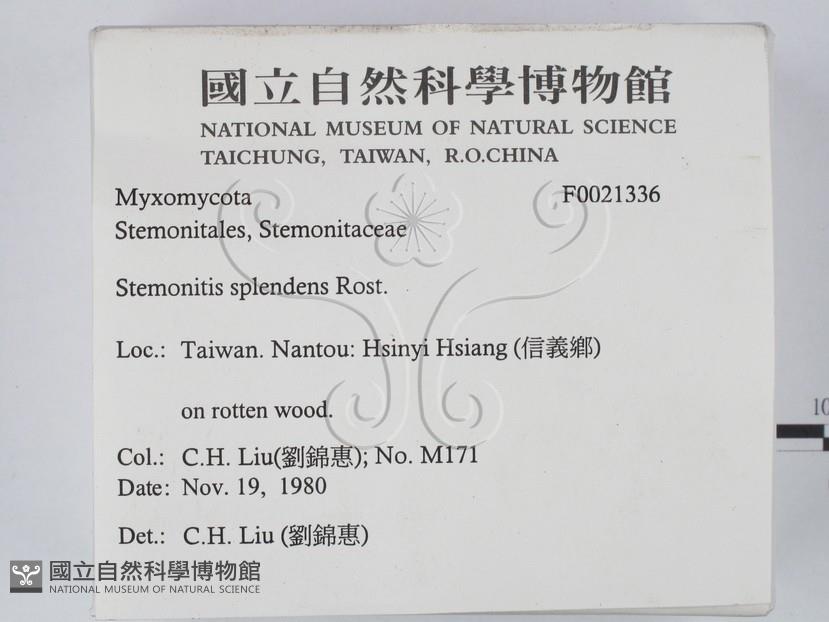 國立自然科學博物館
NATIONAL MUSEUM OF NATURAL SCIENCE
TAICHUNG, TAIWAN, R.O.CHINA
Myxomycota F0021336
Stemonitales, Stemonitaceae
Stemonitis splendens Rost.
Loc.: Taiwan. Nantou: Hsinyi Hsiang (信義鄉)
on rotten wood.
Col.: C.H. Liu(劉錦惠); No. M171
Date: Nov. 19, 1980
Det.: C.H. Liu (劉錦惠)
國立自然科學博物館
NATIONAL MUSEUM OF NATURAL SCIENCE
10